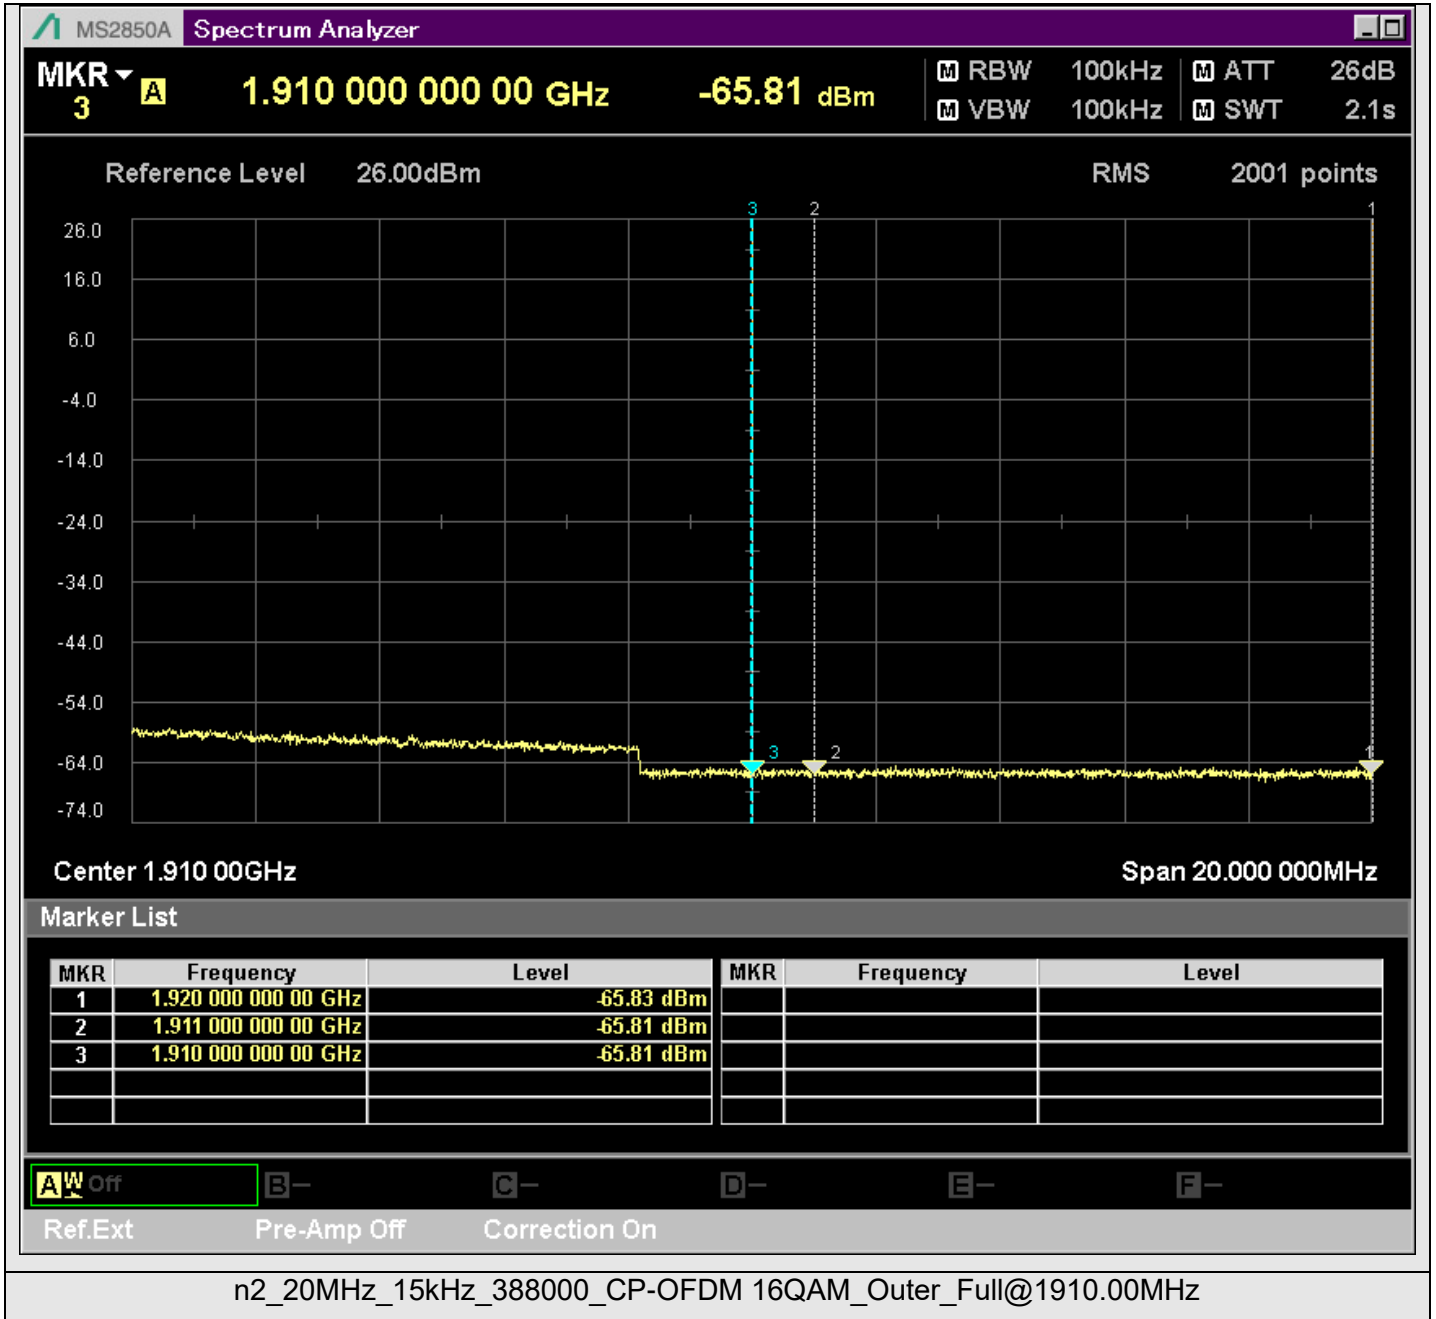 MS2850A Spectrum Analyzer
MKR 3 A 1.910 000 000 00 GHz -65.81 dBm
M RBW 100kHz M ATT 26dB
M VBW 100kHz M SWT 2.1s
Reference Level 26.00dBm RMS 2001 points
3 2 1
26.0
16.0
6.0
-4.0
-14.0
-24.0
-34.0
-44.0
-54.0
-64.0
-74.0
3 2 1
Center 1.910 00GHz Span 20.000 000MHz
Marker List
MKR Frequency Level MKR Frequency Level
1 1.920 000 000 00 GHz -65.83 dBm
2 1.911 000 000 00 GHz -65.81 dBm
3 1.910 000 000 00 GHz -65.81 dBm
A W Off B – C – D – E – F –
Ref.Ext Pre-Amp Off Correction On
n2_20MHz_15kHz_388000_CP-OFDM 16QAM_Outer_Full@1910.00MHz